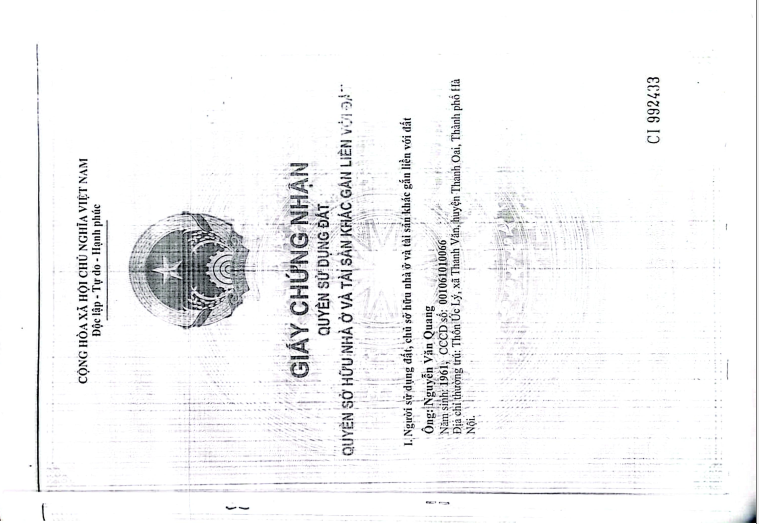 CỘNG HÒA XÃ HỘI CHỦ NGHĨA VIỆT NAM
Độc lập - Tự do - Hạnh phúc
GIẤY CHỨNG NHẬN
QUYỀN SỬ DỤNG ĐẤT
QUYỀN SỞ HỮU NHÀ Ở VÀ TÀI SẢN KHÁC GẮN LIỀN VỚI ĐẤT
I. Người sử dụng đất, chủ sở hữu nhà ở và tài sản khác gắn liền với đất
Ông: Nguyễn Văn Quang
Năm sinh: 1961, CCCD số: 001061010066
Địa chỉ thường trú: Thôn Úc Lý, xã Thanh Văn, huyện Thanh Oai, Thành phố Hà
Nội.
CI 992433